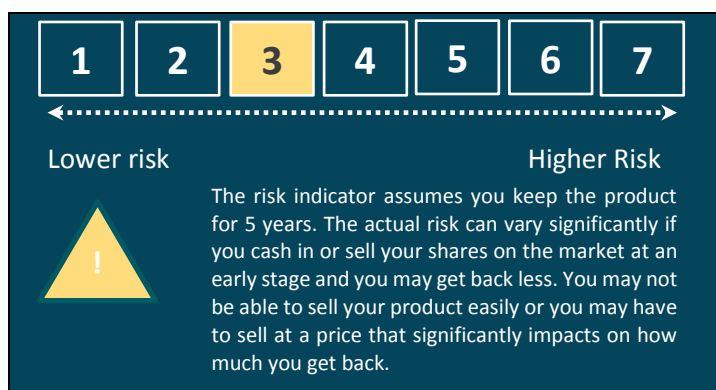 1 2 3 4 5 6 7
Lower risk Higher Risk
The risk indicator assumes you keep the product
for 5 years. The actual risk can vary significantly if
you cash in or sell your shares on the market at an
early stage and you may get back less. You may not
be able to sell your product easily or you may have
to sell at a price that significantly impacts on how
much you get back.
!